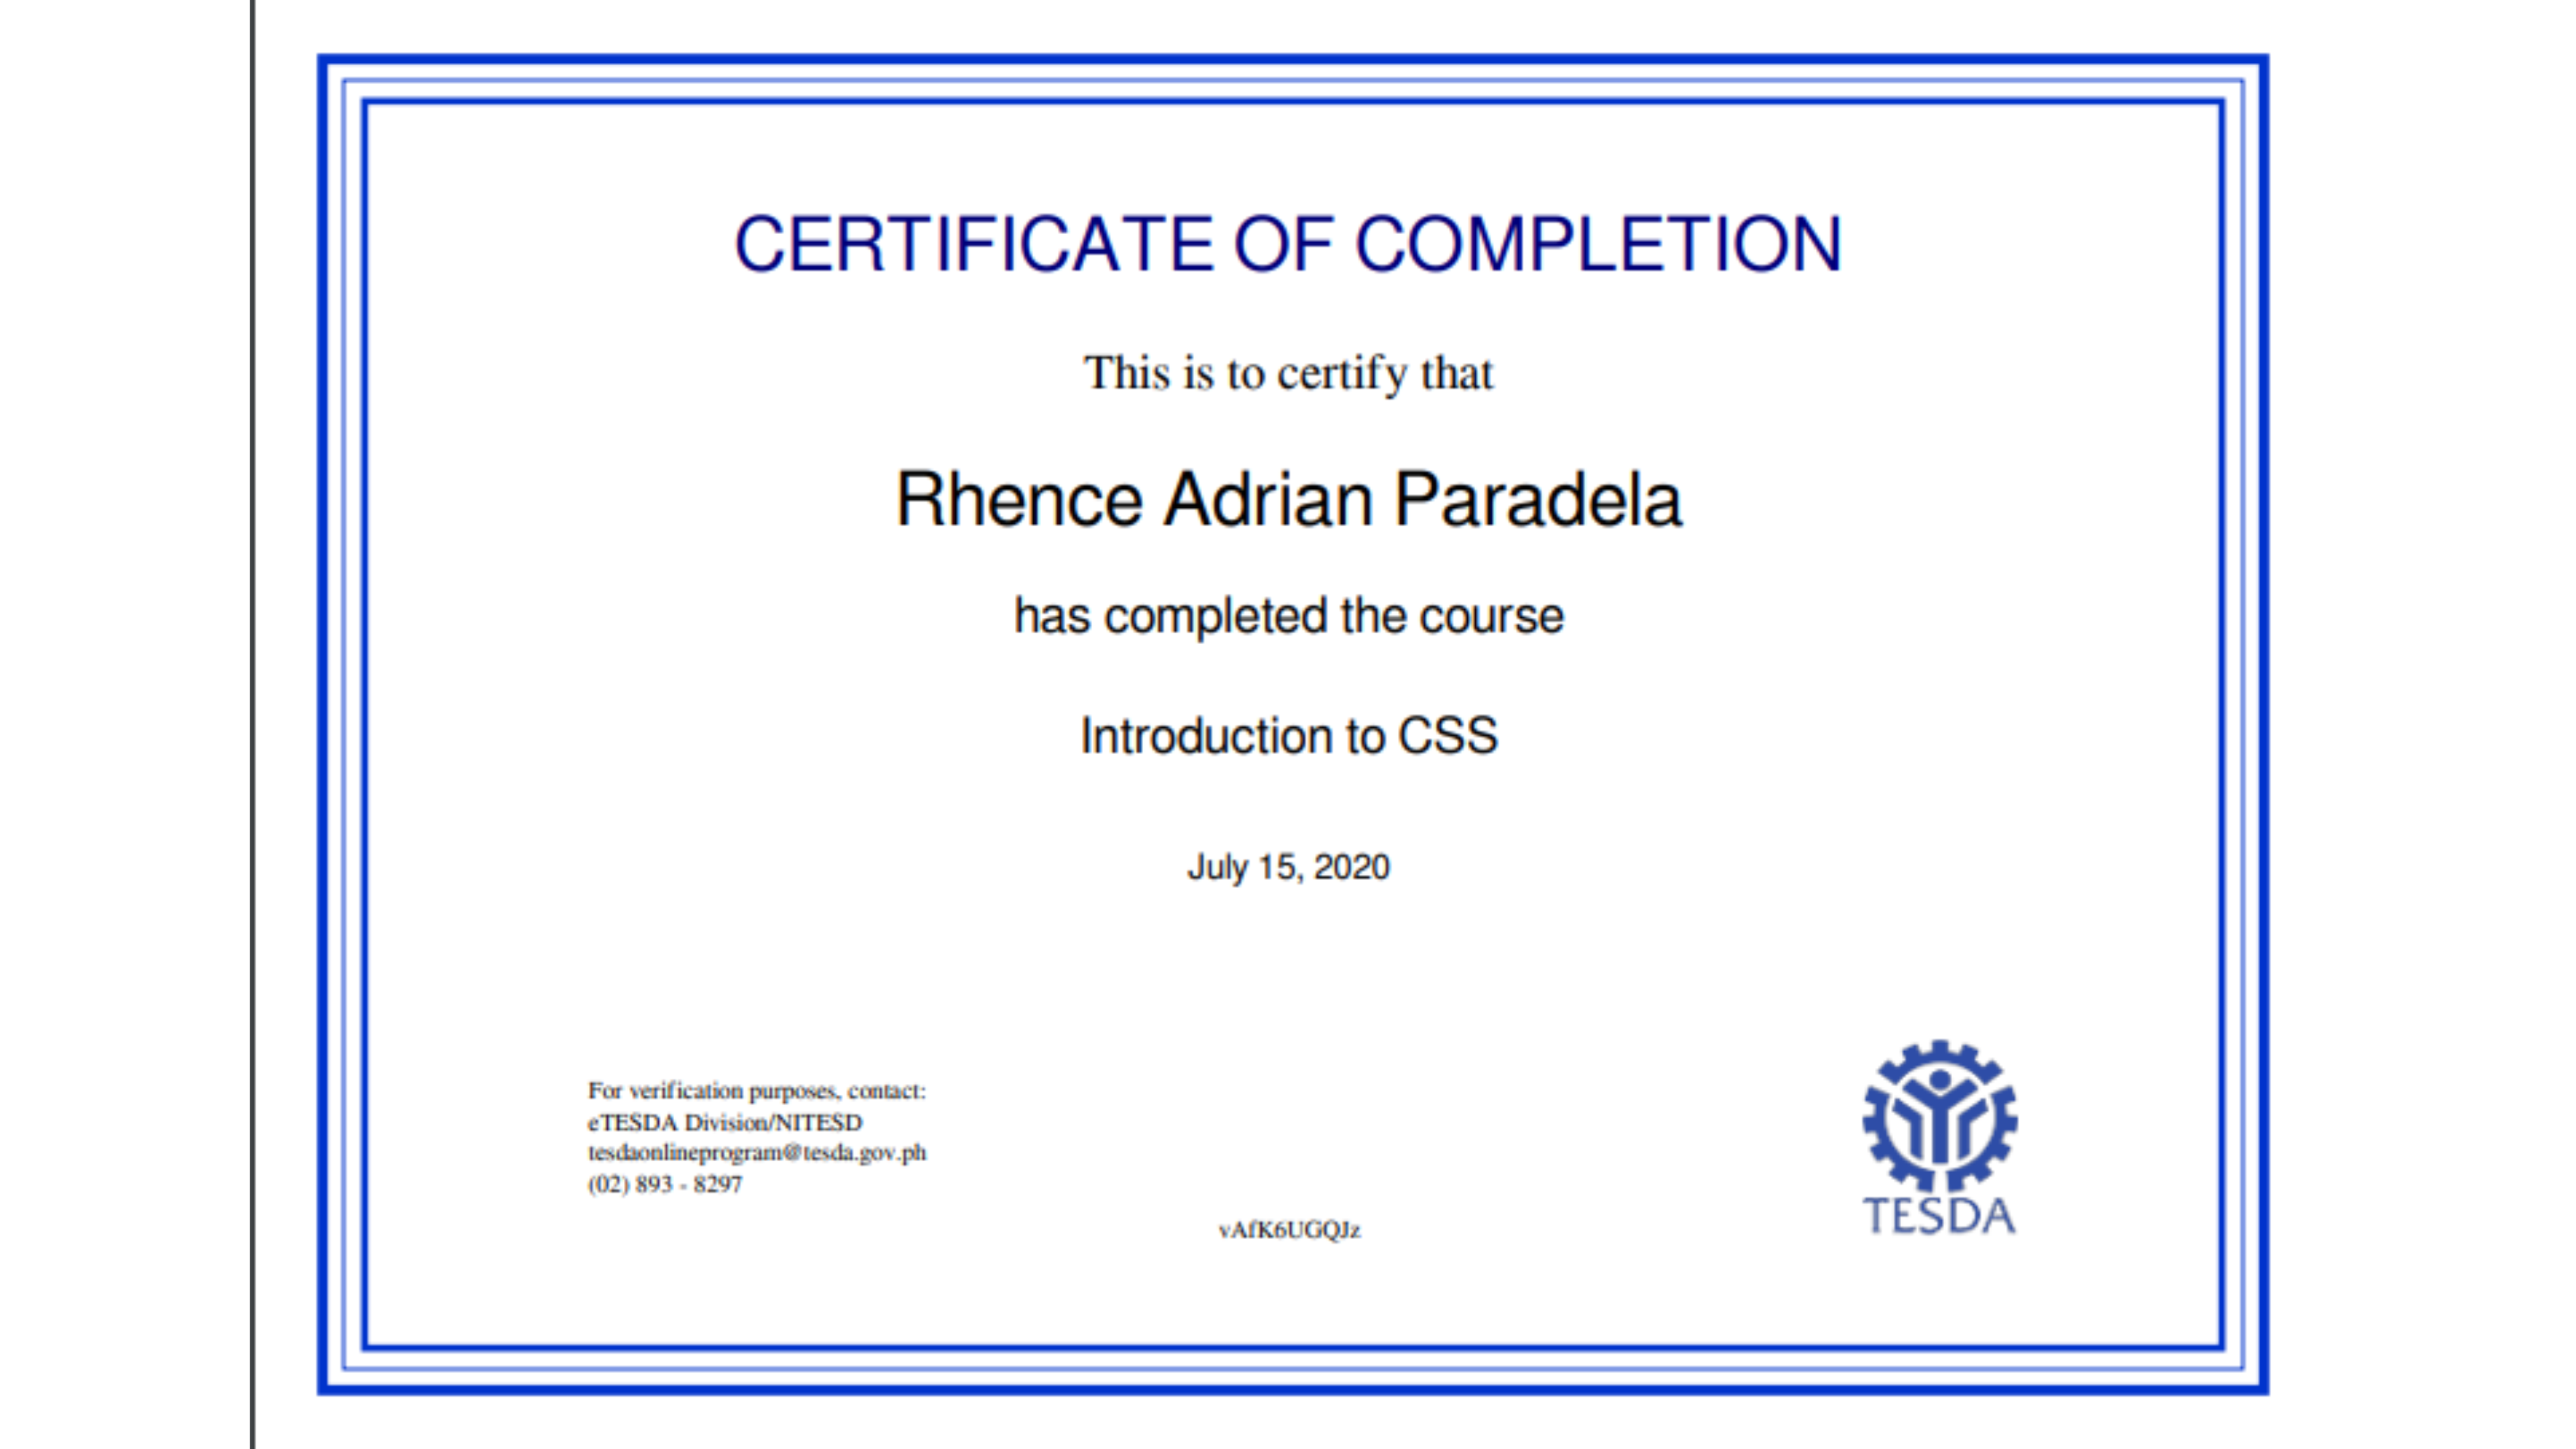 CERTIFICATE OF COMPLETION
This is to certify that
Rhence Adrian Paradela
has completed the course
Introduction to CSS
July 15, 2020
For verification purposes, contact:
eTESDA Division/NITESD
tesdaonlineprogram@tesda.gov.ph
(02) 893 - 8297
vAfK6UGQJz
TESDA